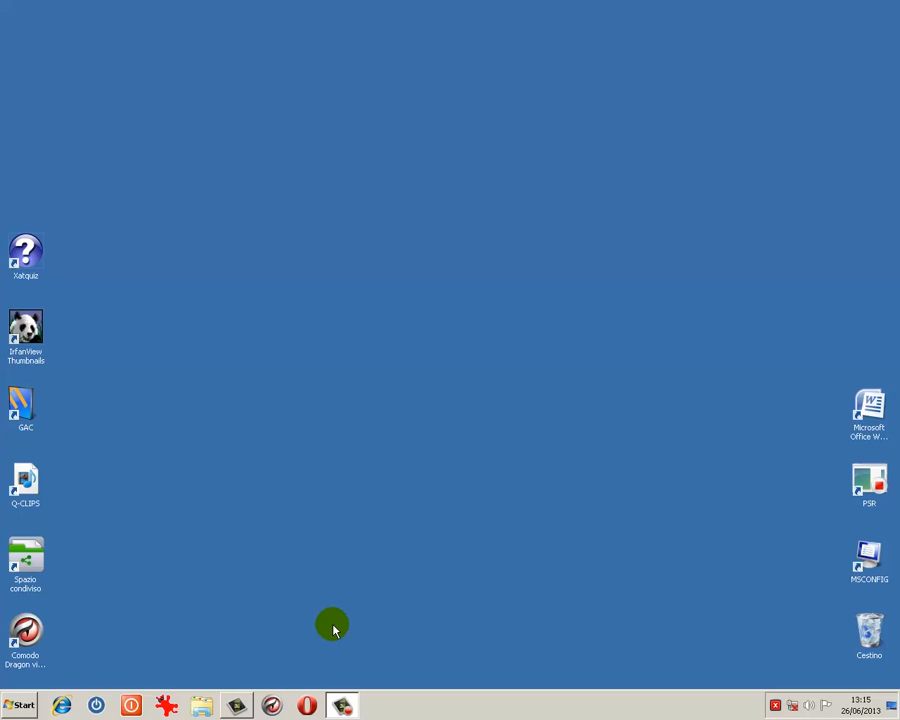 Xatquiz
IrfanView
Thumbnails
GAC
Q-CLIPS
Spazio
condiviso
Comodo
Dragon vi...
Microsoft
Office W...
PSR
MSCONFIG
Cestino
Start
13:15
26/06/2013